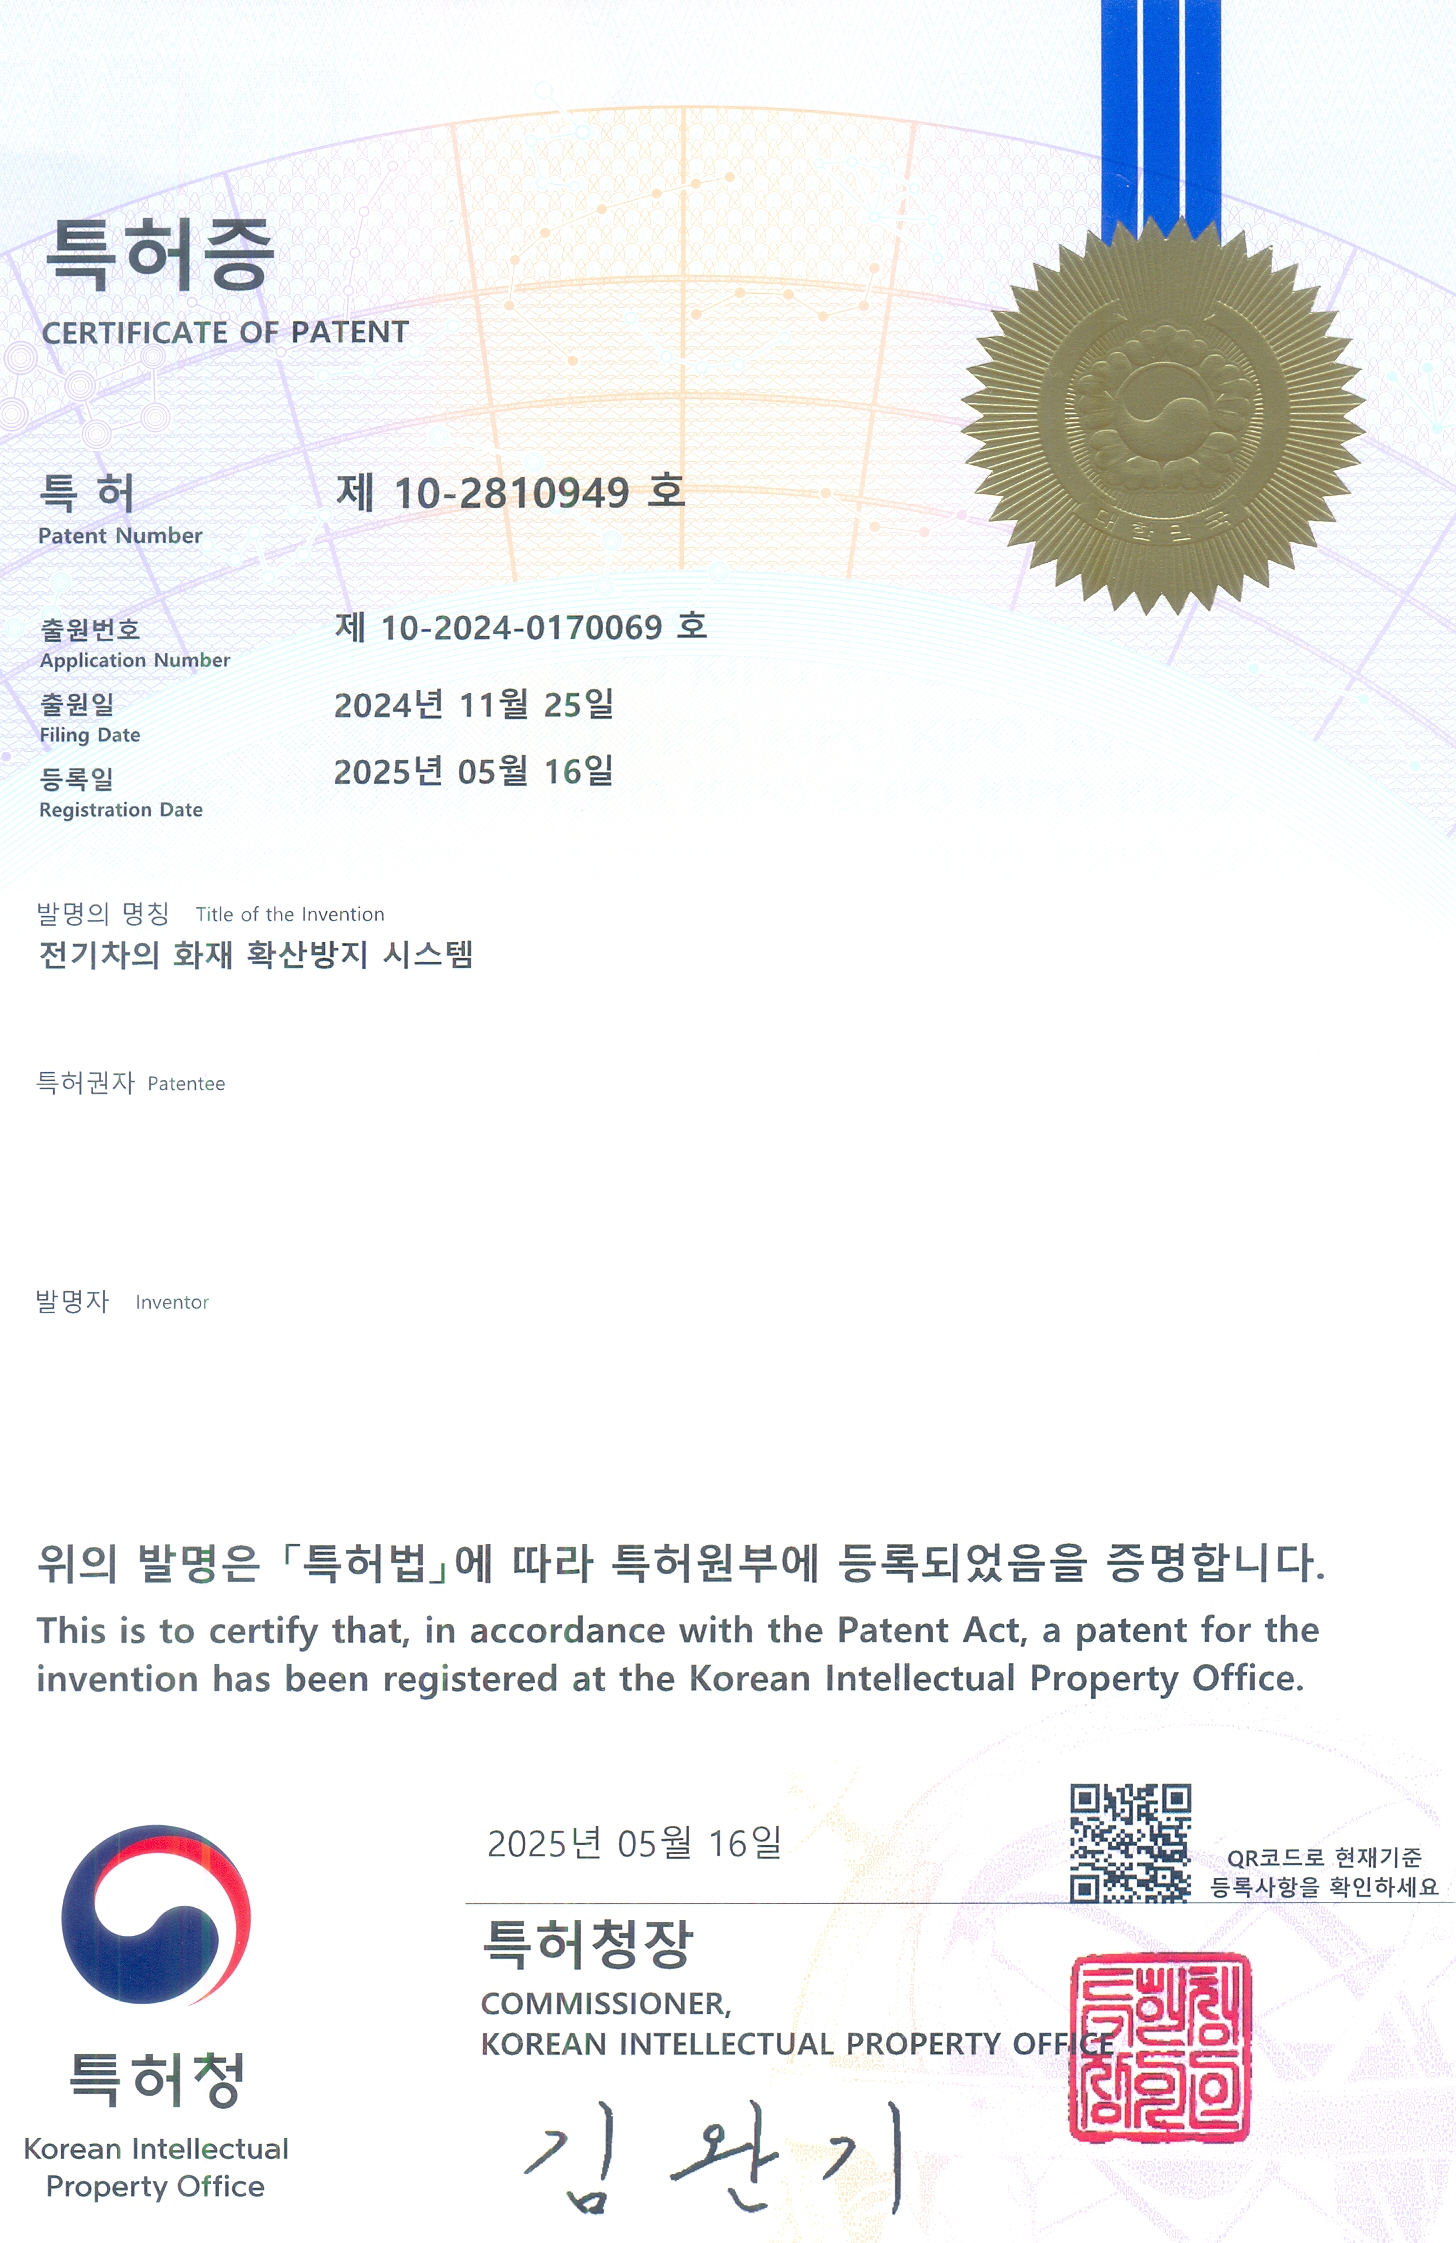 특허증
CERTIFICATE OF PATENT
특 허 제 10-2810949 호
Patent Number
출원번호 제 10-2024-0170069 호
Application Number
출원일 2024년 11월 25일
Filing Date
등록일 2025년 05월 16일
Registration Date
발명의 명칭 Title of the Invention
전기차의 화재 확산방지 시스템
특허권자 Patentee
발명자 Inventor
위의 발명은 「특허법」에 따라 특허원부에 등록되었음을 증명합니다.
This is to certify that, in accordance with the Patent Act, a patent for the
invention has been registered at the Korean Intellectual Property Office.
2025년 05월 16일
QR코드로 현재기준
등록사항을 확인하세요
특허청장
COMMISSIONER,
KOREAN INTELLECTUAL PROPERTY OFFICE
김완기
특허청
Korean Intellectual
Property Office
대한민국
특허청장의인